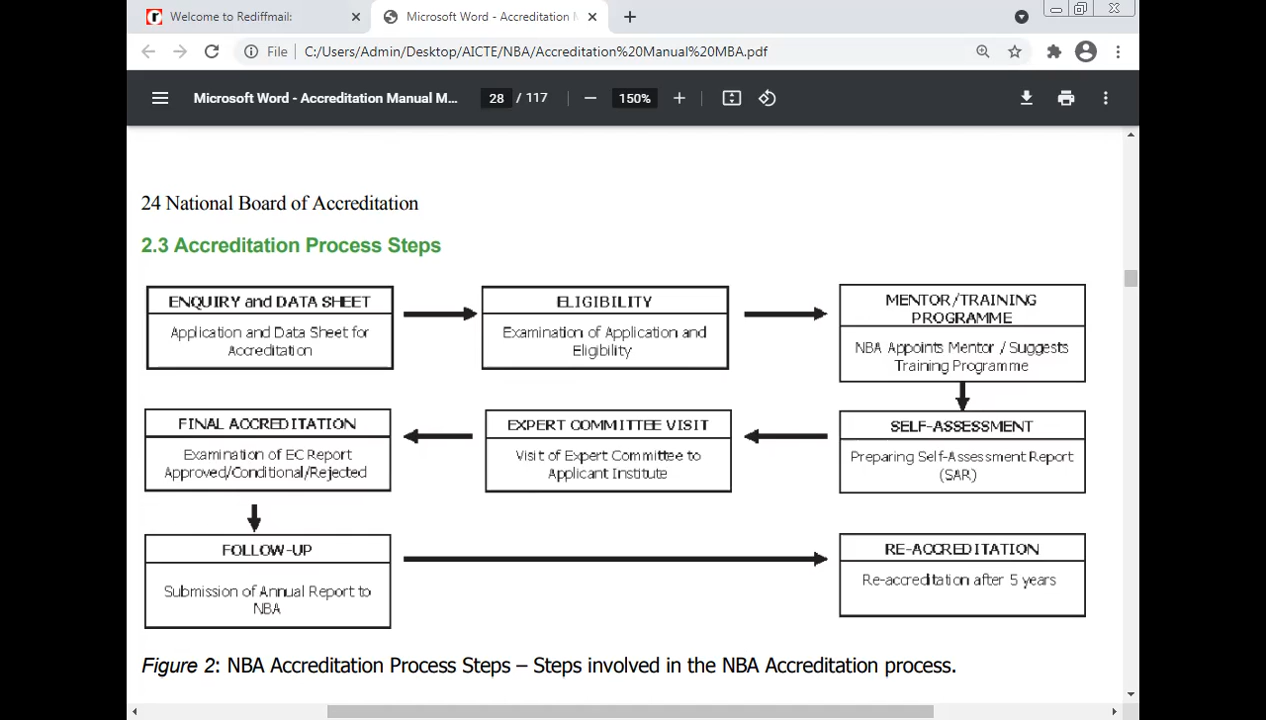 Welcome to Rediffmail:
Microsoft Word - Accreditation M
File
C:/Users/Admin/Desktop/AICTE/NBA/Accreditation%20Manual%20MBA.pdf
Microsoft Word - Accreditation Manual M...
28 / 117
150%
24 National Board of Accreditation
2.3 Accreditation Process Steps
ENQUIRY and DATA SHEET
Application and Data Sheet for
Accreditation
ELIGIBILITY
Examination of Application and
Eligibility
MENTOR/TRAINING
PROGRAMME
NBA Appoints Mentor / Suggests
Training Programme
SELF-ASSESSMENT
Preparing Self-Assessment Report
(SAR)
EXPERT COMMITTEE VISIT
Visit of Expert Committee to
Applicant Institute
FINAL ACCREDITATION
Examination of EC Report
Approved/Conditional/Rejected
FOLLOW-UP
Submission of Annual Report to
NBA
RE-ACCREDITATION
Re-accreditation after 5 years
Figure 2: NBA Accreditation Process Steps – Steps involved in the NBA Accreditation process.